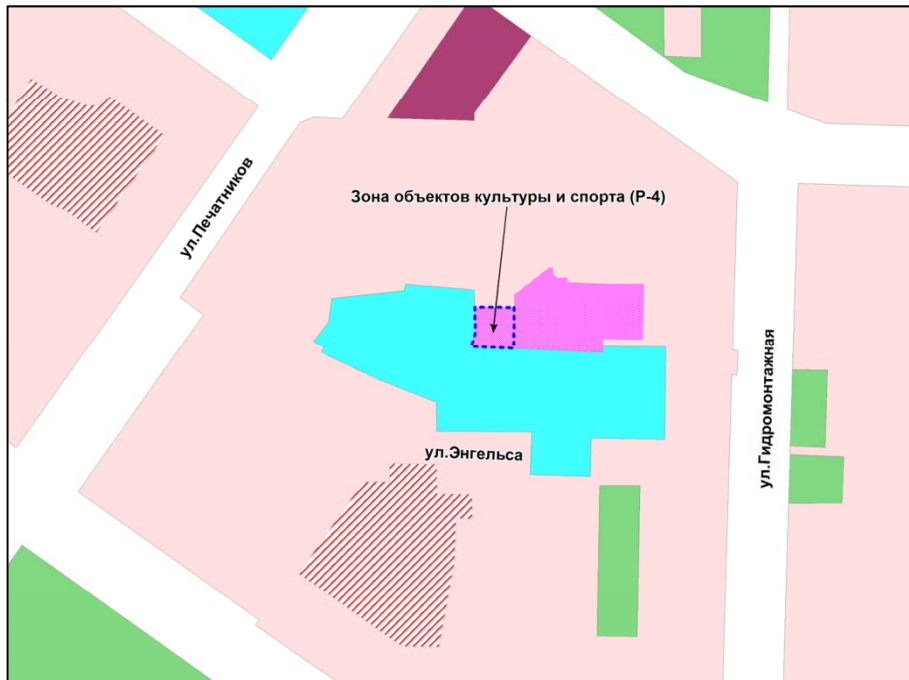 ул.Печатников
Зона объектов культуры и спорта (Р-4)
ул.Гидромонтажная
ул.Энгельса